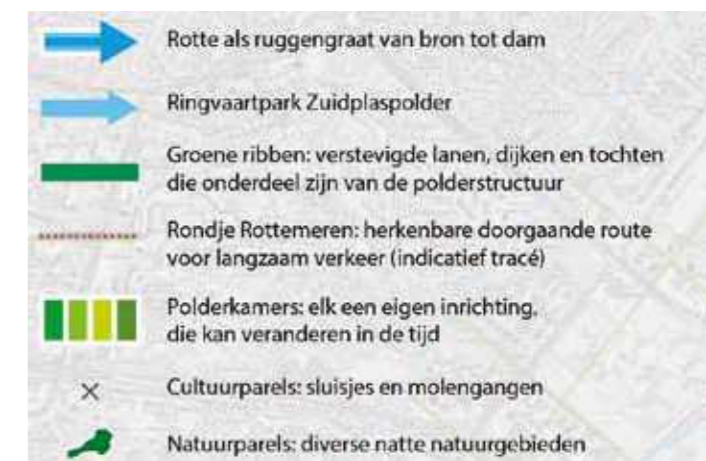 Rotte als ruggengraat van bron tot dam
Ringvaartpark Zuidplaspolder
Groene ribben: verstevigde lanen, dijken en tochten
die onderdeel zijn van de polderstructuur
Rondje Rottemeren: herkenbare doorgaande route
voor langzaam verkeer (indicatief tracé)
Polderkamers: elk een eigen inrichting,
die kan veranderen in de tijd
Cultuurparels: sluisjes en molengangen
Natuurparels: diverse natte natuurgebieden